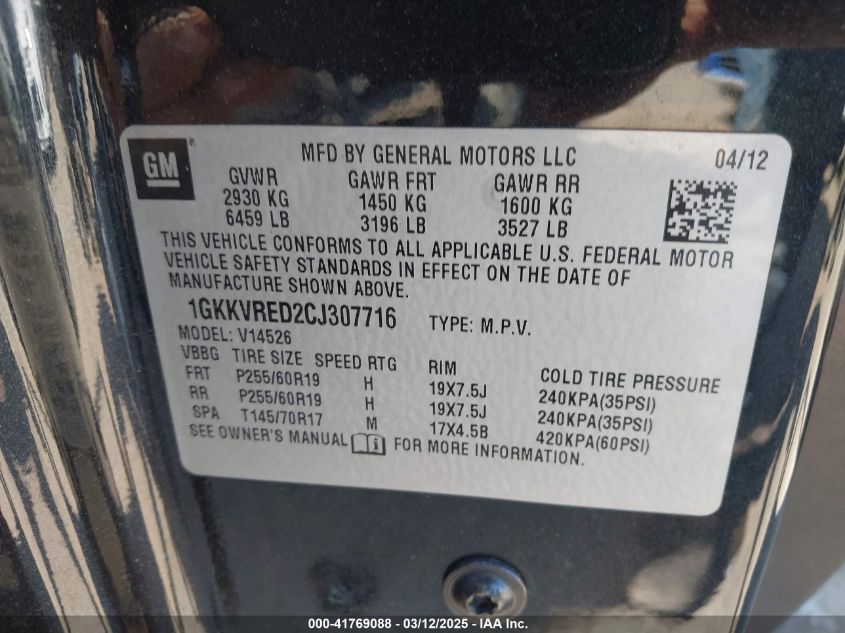 GM
MFD BY GENERAL MOTORS LLC 04/12
GVWR GAWR FRT GAWR RR
2930 KG 1450 KG 1600 KG
6459 LB 3196 LB 3527 LB
THIS VEHICLE CONFORMS TO ALL APPLICABLE U.S. FEDERAL MOTOR
VEHICLE SAFETY STANDARDS IN EFFECT ON THE DATE OF
MANUFACTURE SHOWN ABOVE.
1GKKVRED2CJ307716 TYPE: M.P.V.
MODEL: V14526
VBBG TIRE SIZE SPEED RTG RIM COLD TIRE PRESSURE
FRT P255/60R19 H 19X7.5J 240KPA(35PSI)
RR P255/60R19 H 19X7.5J 240KPA(35PSI)
SPA T145/70R17 M 17X4.5B 420KPA(60PSI)
SEE OWNER'S MANUAL FOR MORE INFORMATION.
000-41769088 - 03/12/2025 - IAA, Inc.